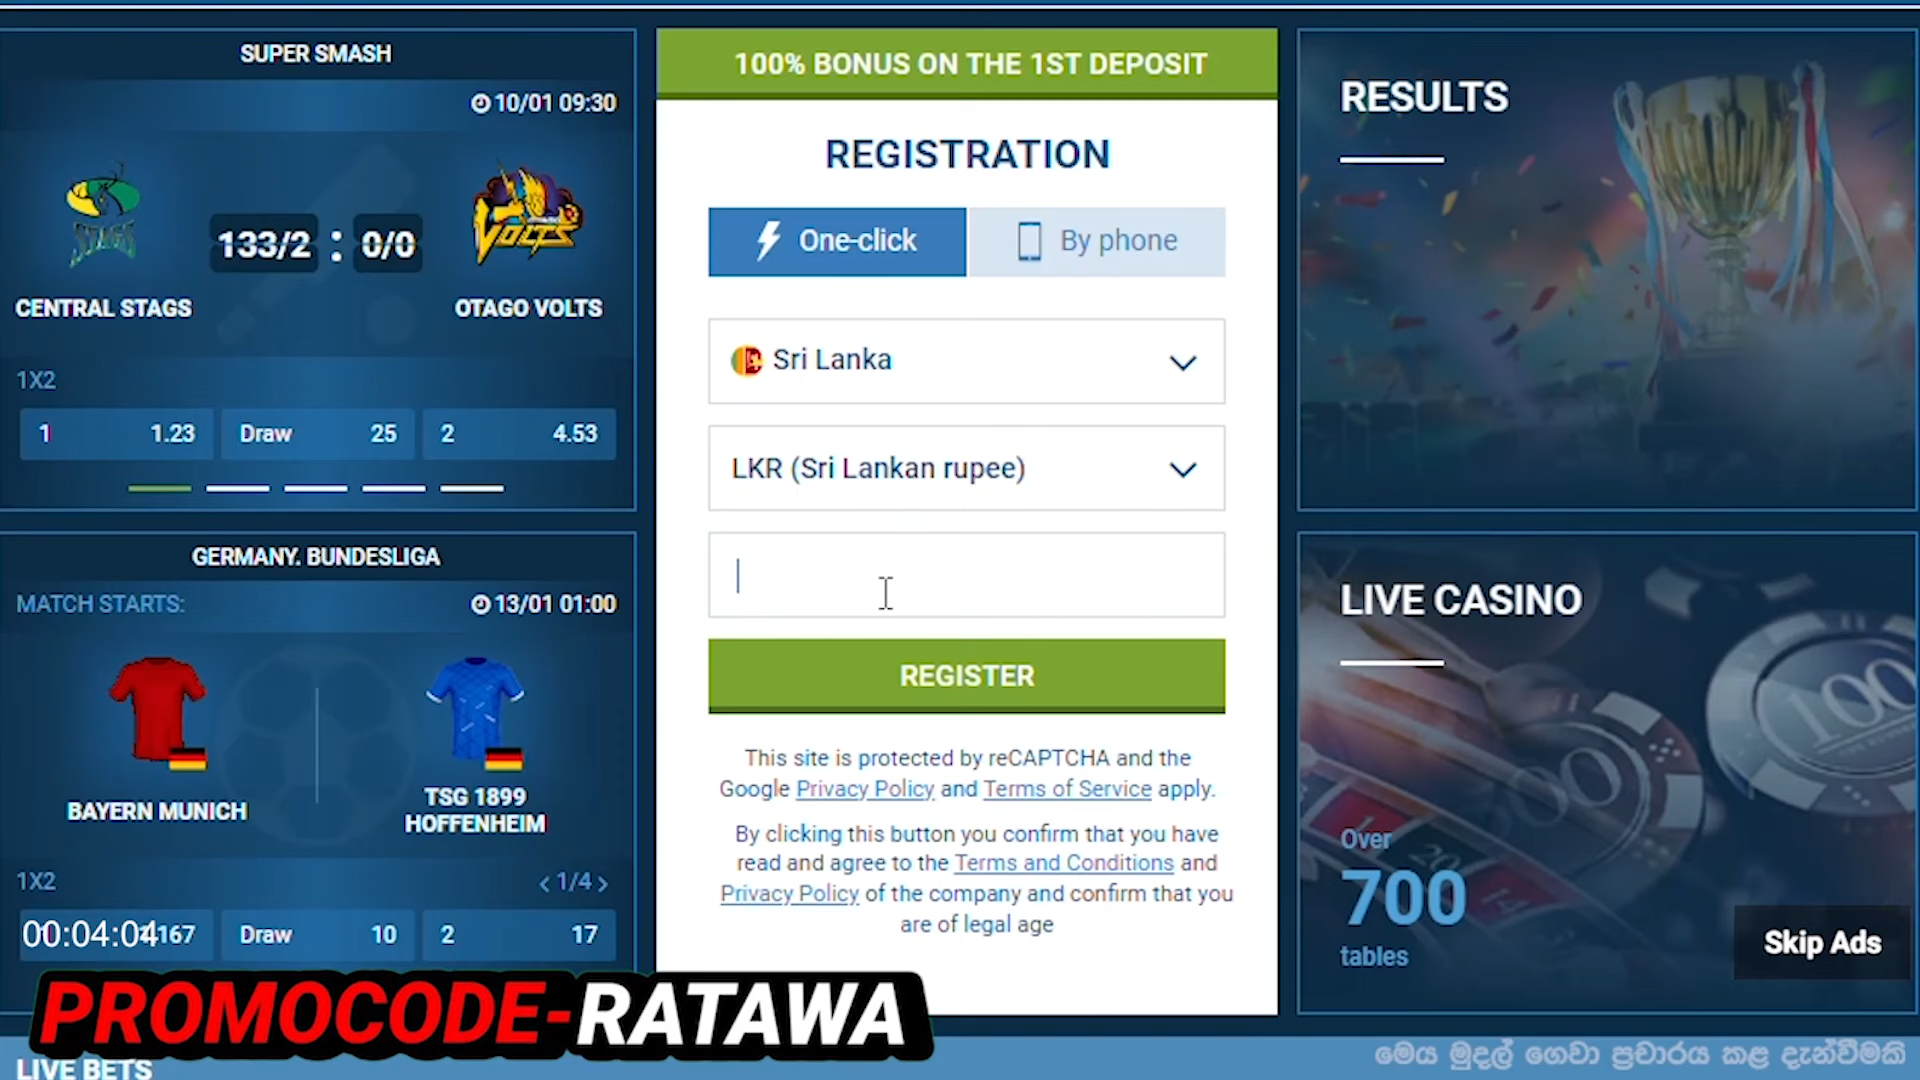 SUPER SMASH
10/01 09:30
STAGS
VOLTS
133/2 : 0/0
CENTRAL STAGS
OTAGO VOLTS
1X2
1 1.23 Draw 25 2 4.53
GERMANY. BUNDESLIGA
MATCH STARTS: 13/01 01:00
BAYERN MUNICH
TSG 1899
HOFFENHEIM
1X2
1/4
00:04:04
167 Draw 10 2 17
100% BONUS ON THE 1ST DEPOSIT
REGISTRATION
One-click
By phone
Sri Lanka
LKR (Sri Lankan rupee)
REGISTER
This site is protected by reCAPTCHA and the
Google Privacy Policy and Terms of Service apply.
By clicking this button you confirm that you have
read and agree to the Terms and Conditions and
Privacy Policy of the company and confirm that you
are of legal age
RESULTS
LIVE CASINO
100
Over
700
tables
Skip Ads
PROMOCODE-RATAWA
LIVE BETS
මෙය මුදල් ගෙවා ප්‍රචාරය කළ දැන්වීමකි